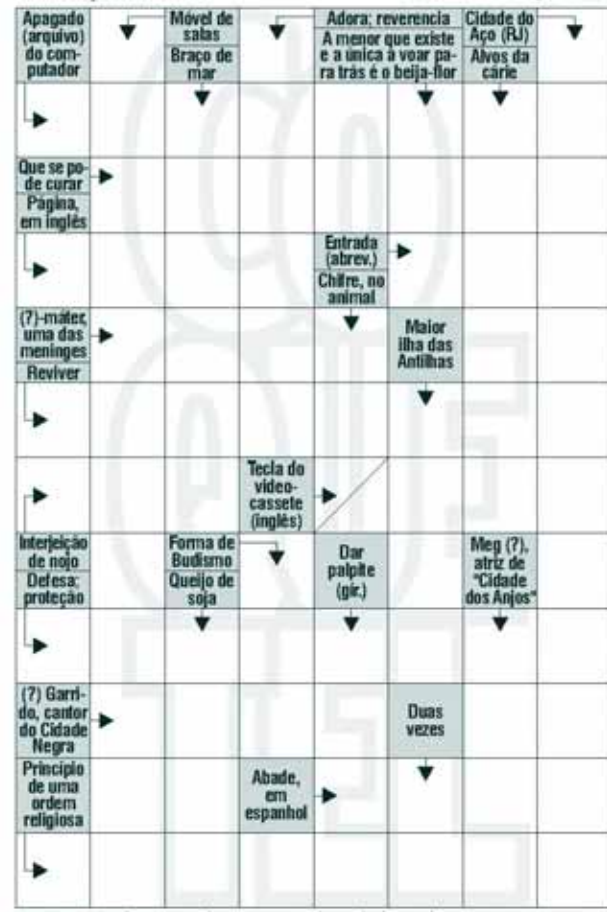 Apagado
(arquivo)
do com-
putador
Móvel de
salas
Braço de
mar
Adora; reverencia
A menor que existe
e a única a voar pa-
ra trás é o beija-flor
Cidade do
Aço (RJ)
Alvos da
cárie
Que se po-
de curar
Página,
em inglês
Entrada
(abrev.)
Chifre, no
animal
(?)-máter,
uma das
meninges
Reviver
Maior
ilha das
Antilhas
Tecla do
video-
cassete
(inglês)
Interjeição
de nojo
Defesa;
proteção
Forma de
Budismo
Queijo de
soja
Dar
palpite
(gír.)
Meg (?),
atriz de
"Cidade
dos Anjos"
(?) Garri-
do, cantor
do Cidade
Negra
Duas
vezes
Princípio
de uma
ordem
religiosa
Abade,
em
espanhol
COQUETEL